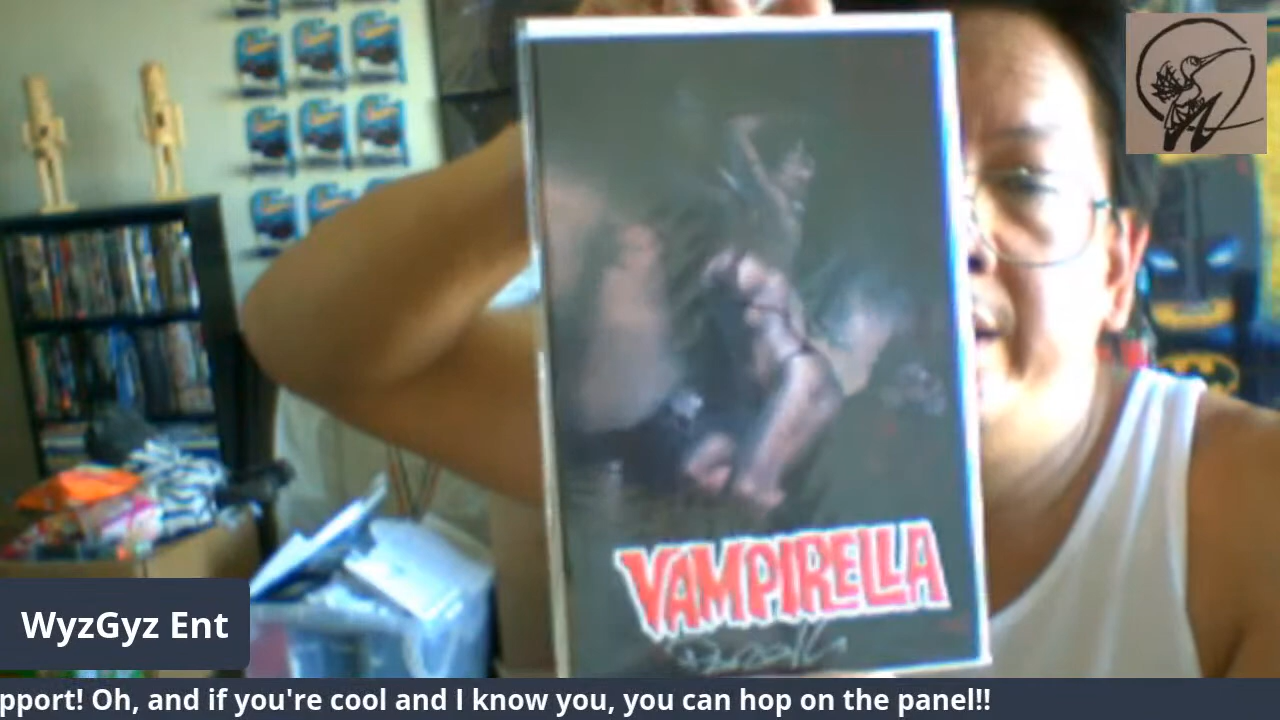 VAMPIRELLA
WyzGyz Ent
pport! Oh, and if you're cool and I know you, you can hop on the panel!!